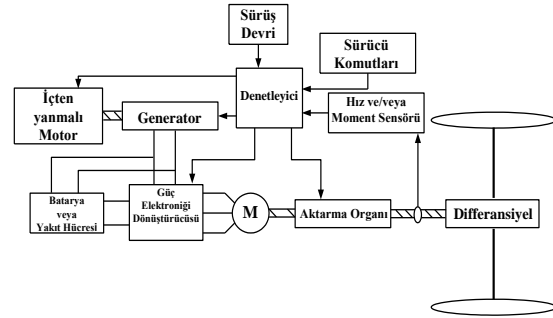 Sürüş
Devri
Sürücü
Komutları
Denetleyici
İçten
yanmalı
Motor
Generator
Hız ve/veya
Moment Sensörü
Batarya
veya
Yakıt Hücresi
Güç
Elektroniği
Dönüştürücüsü
M
Aktarma Organı
Differansiyel